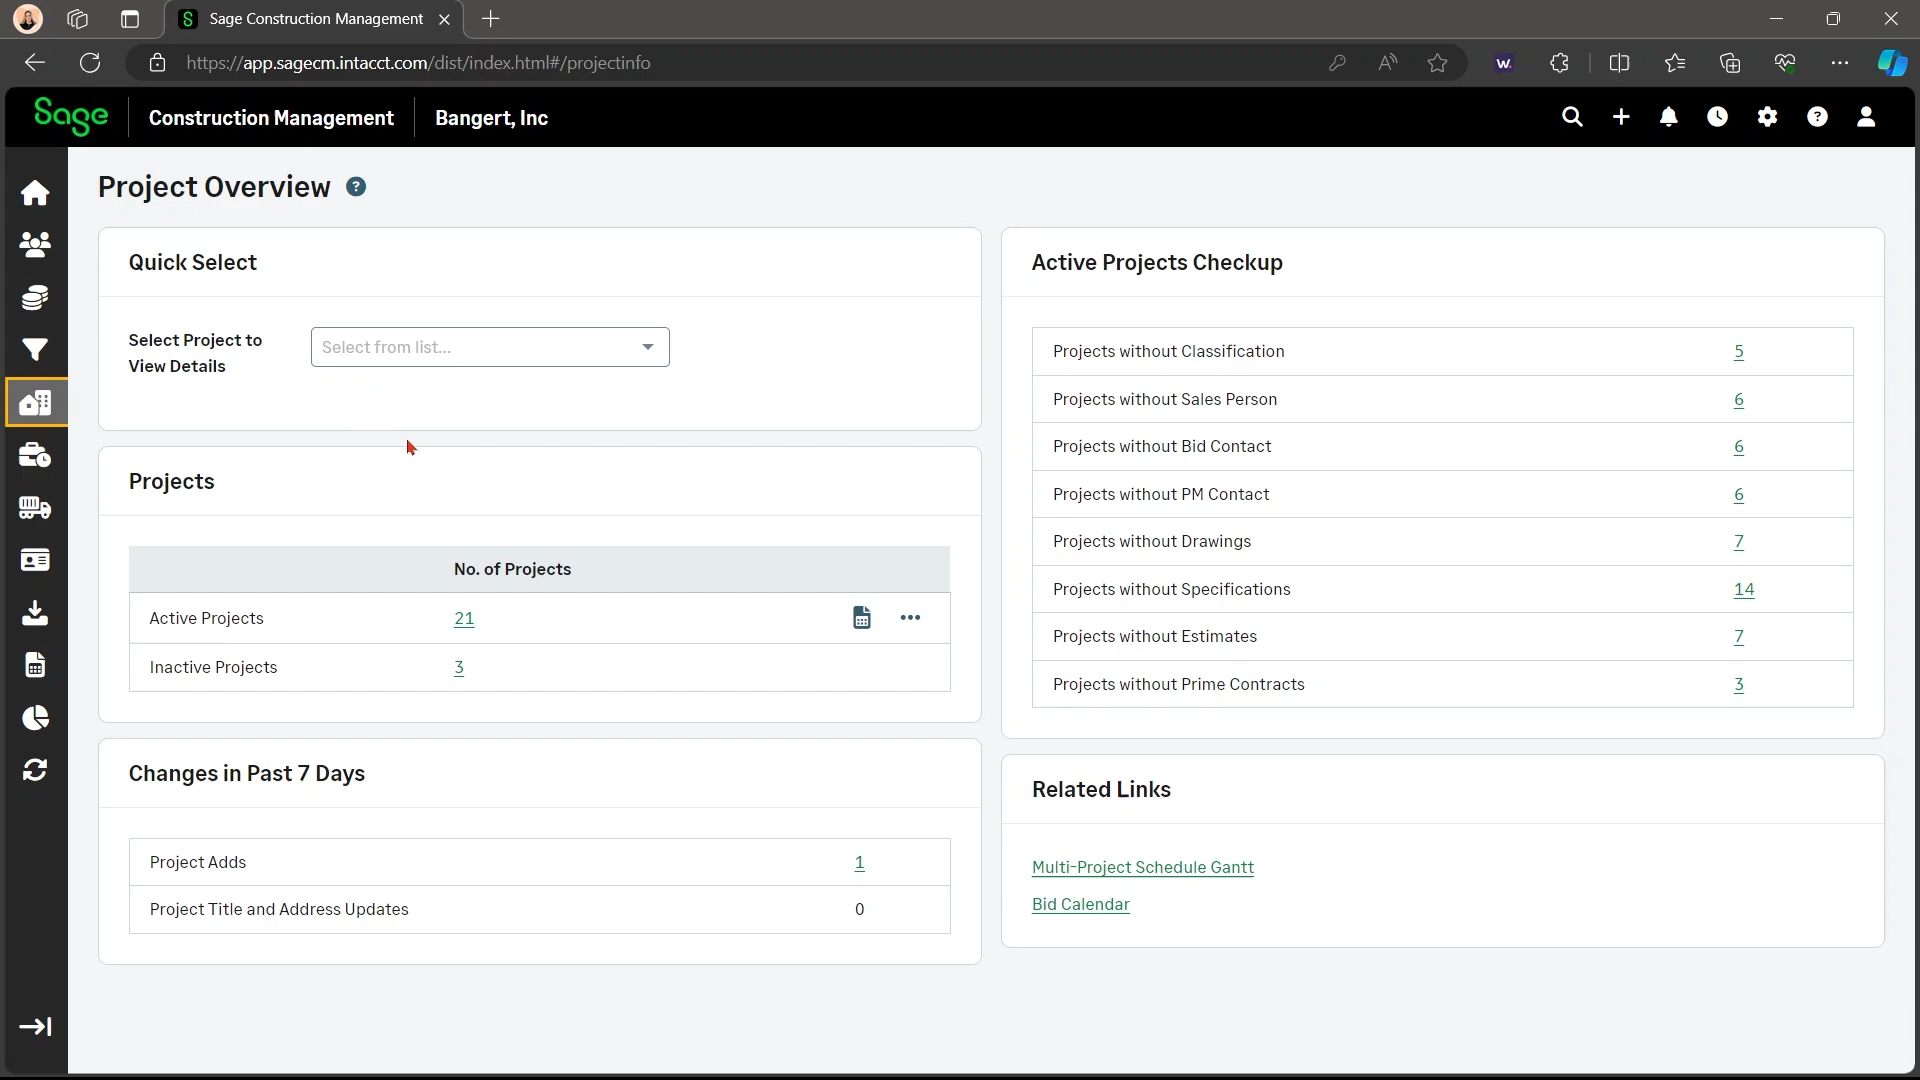 Sage Construction Management
https://app.sagecm.intacct.com/dist/index.html#/projectinfo
w.
Sage
Construction Management
Bangert, Inc
Project Overview
Quick Select
Select Project to
View Details
Select from list...
Projects
No. of Projects
Active Projects 21
Inactive Projects 3
Changes in Past 7 Days
Project Adds 1
Project Title and Address Updates 0
Active Projects Checkup
Projects without Classification 5
Projects without Sales Person 6
Projects without Bid Contact 6
Projects without PM Contact 6
Projects without Drawings 7
Projects without Specifications 14
Projects without Estimates 7
Projects without Prime Contracts 3
Related Links
Multi-Project Schedule Gantt
Bid Calendar